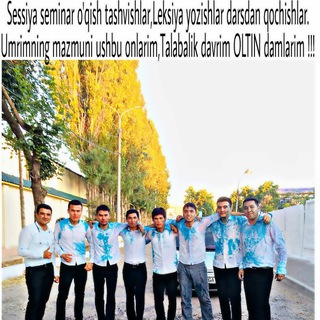 Sessiya seminar o'qish tashvishlar,Leksiya yozishlar darsdan qochishlar.
Umrimning mazmuni ushbu onlarim,Talabalik davrim OLTIN damlarim !!!